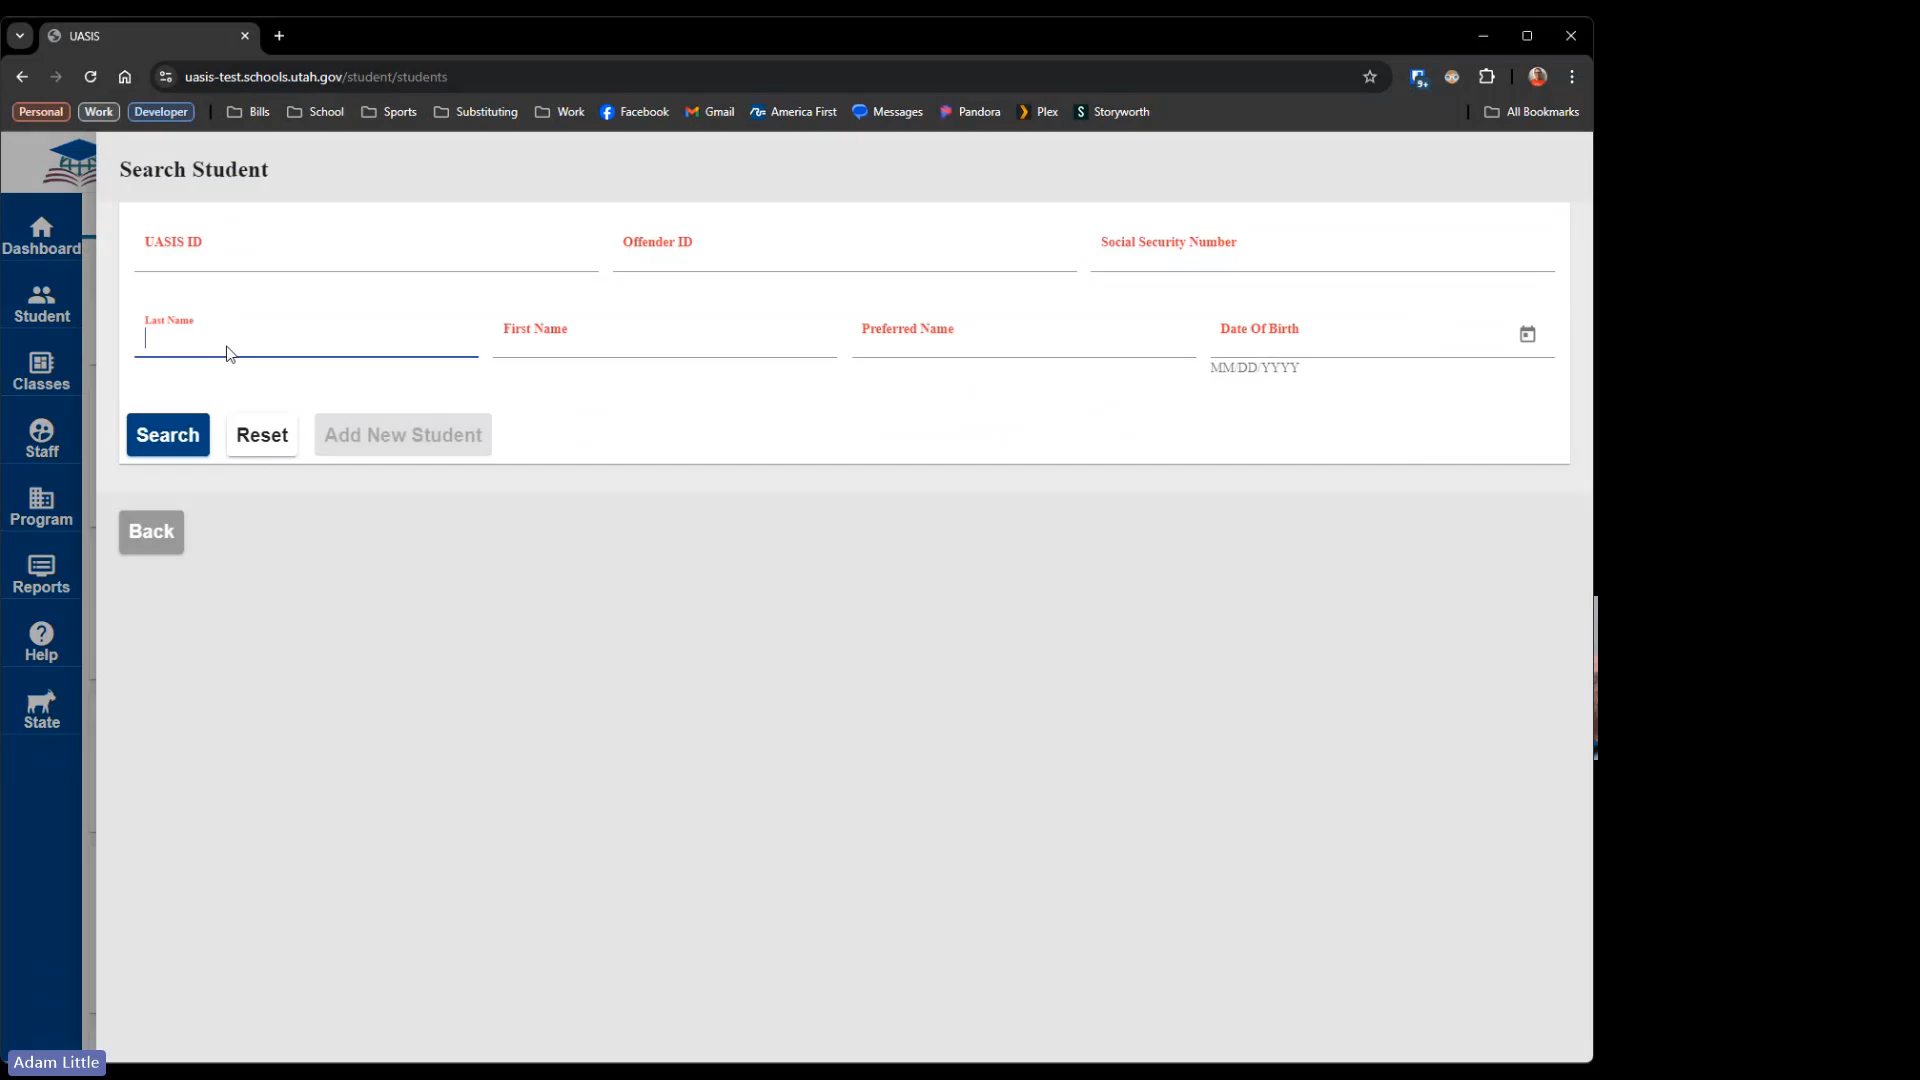 UASIS
uasis-test.schools.utah.gov/student/students
9+
Personal Work Developer Bills School Sports Substituting Work Facebook Gmail America First Messages Pandora Plex Storyworth All Bookmarks
Search Student
Dashboard
Student
Classes
Staff
Program
Reports
Help
State
UASIS ID Offender ID Social Security Number
Last Name First Name Preferred Name Date Of Birth
MM/DD/YYYY
Search Reset Add New Student
Back
Adam Little